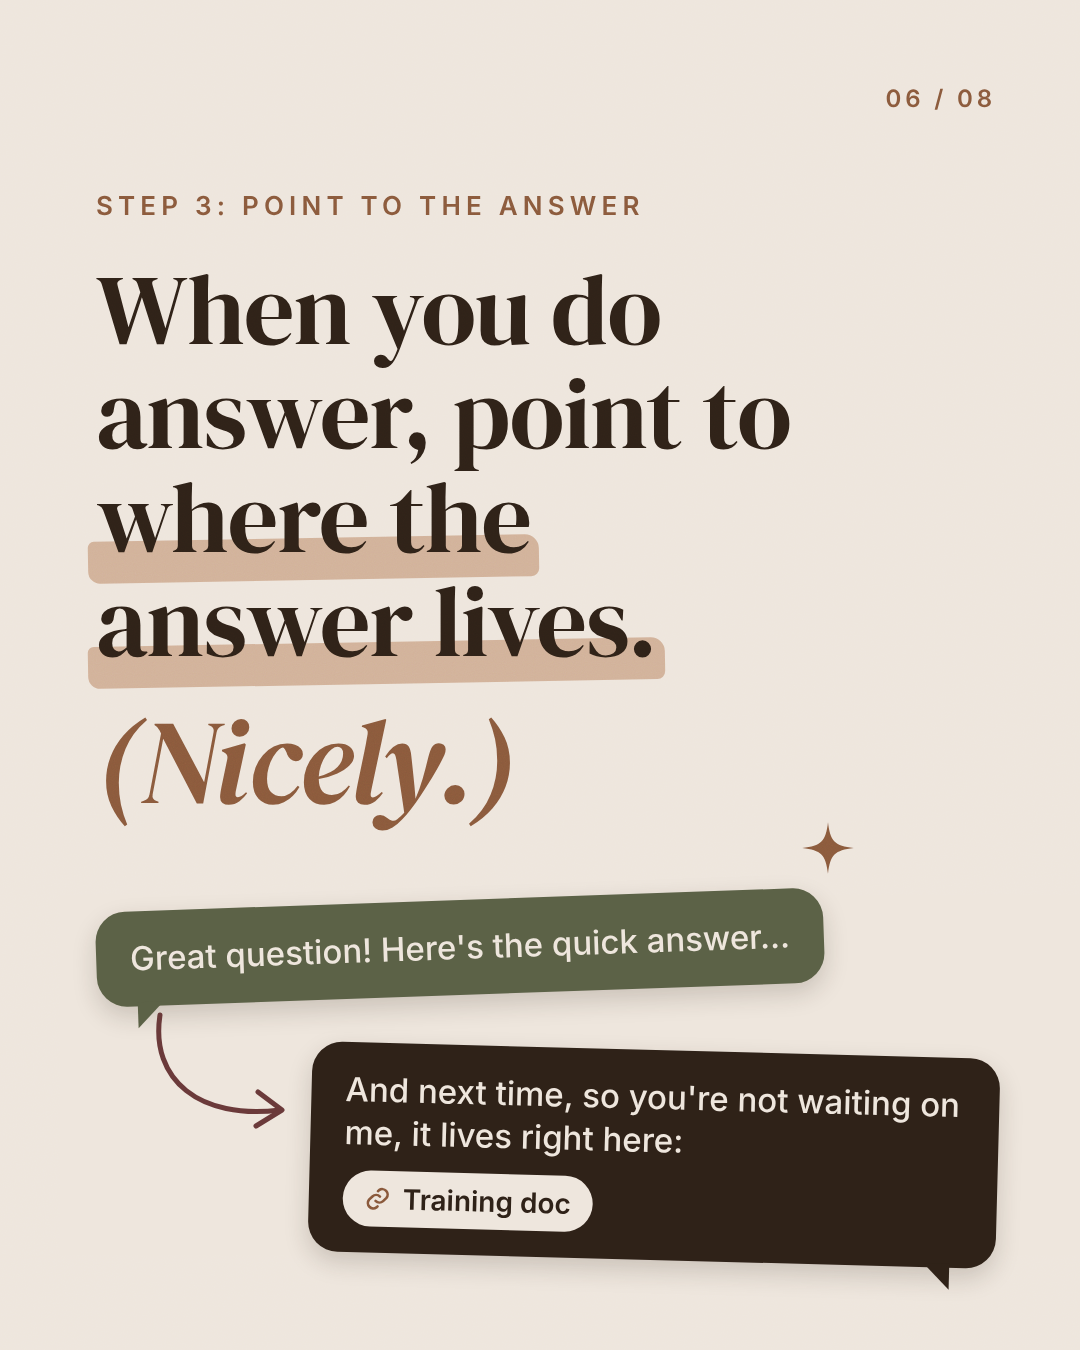 06 / 08
STEP 3: POINT TO THE ANSWER
When you do
answer, point to
where the
answer lives.
(Nicely.)
Great question! Here's the quick answer...
And next time, so you're not waiting on
me, it lives right here:
Training doc